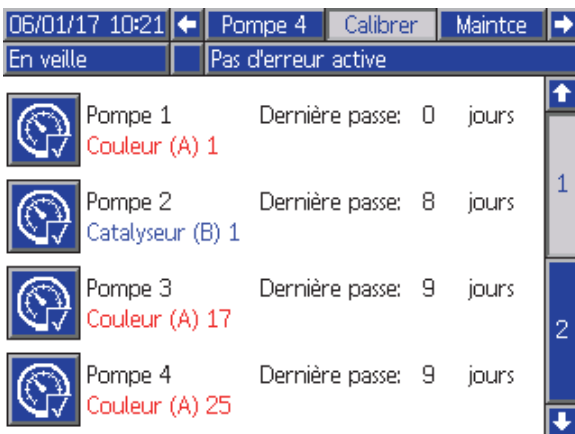 06/01/17 10:21 Pompe 4 Calibrer Maintce
En veille Pas d'erreur active
Pompe 1 Dernière passe: 0 jours
Couleur (A) 1
Pompe 2 Dernière passe: 8 jours
Catalyseur (B) 1
Pompe 3 Dernière passe: 9 jours
Couleur (A) 17
Pompe 4 Dernière passe: 9 jours
Couleur (A) 25
1
2